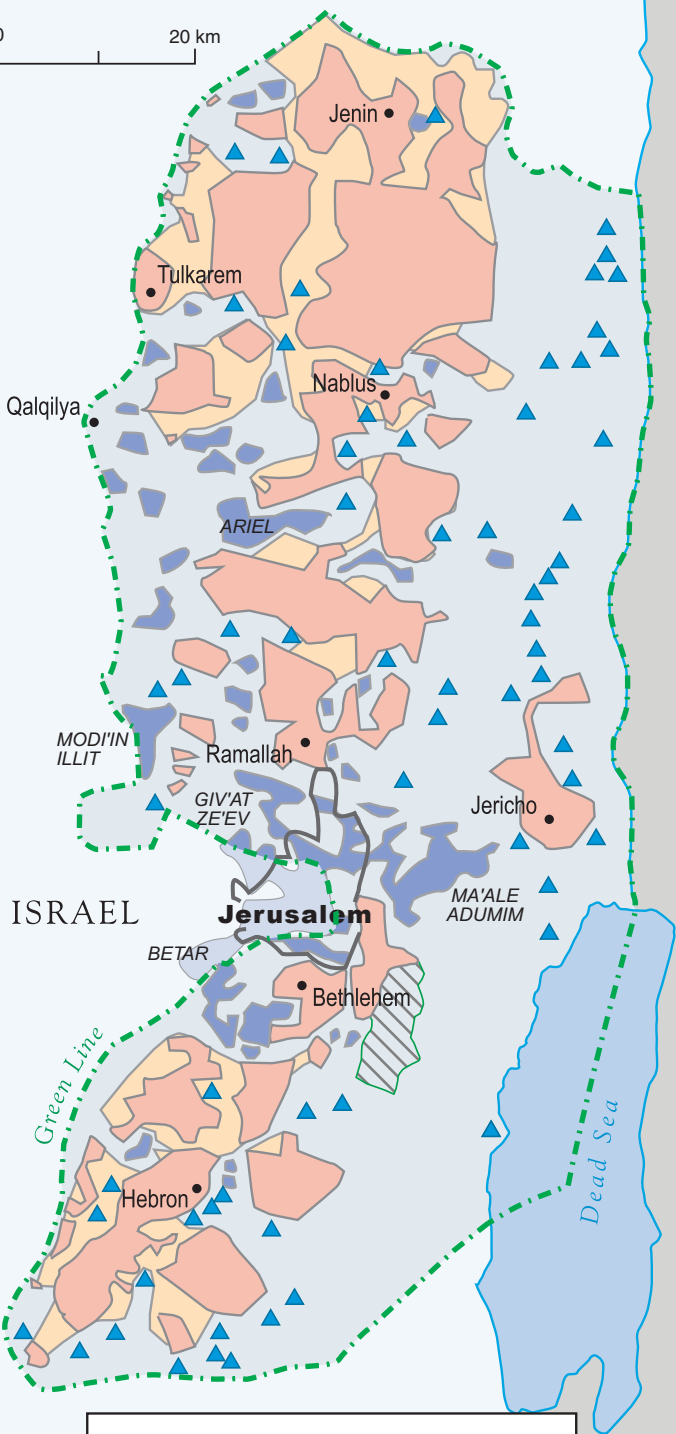 0
20 km
Jenin
Tulkarem
Nablus
Qalqilya
ARIEL
MODI'IN
ILLIT
Ramallah
GIV'AT
ZE'EV
Jericho
ISRAEL
Jerusalem
MA'ALE
ADUMIM
BETAR
Bethlehem
Green Line
Dead Sea
Hebron